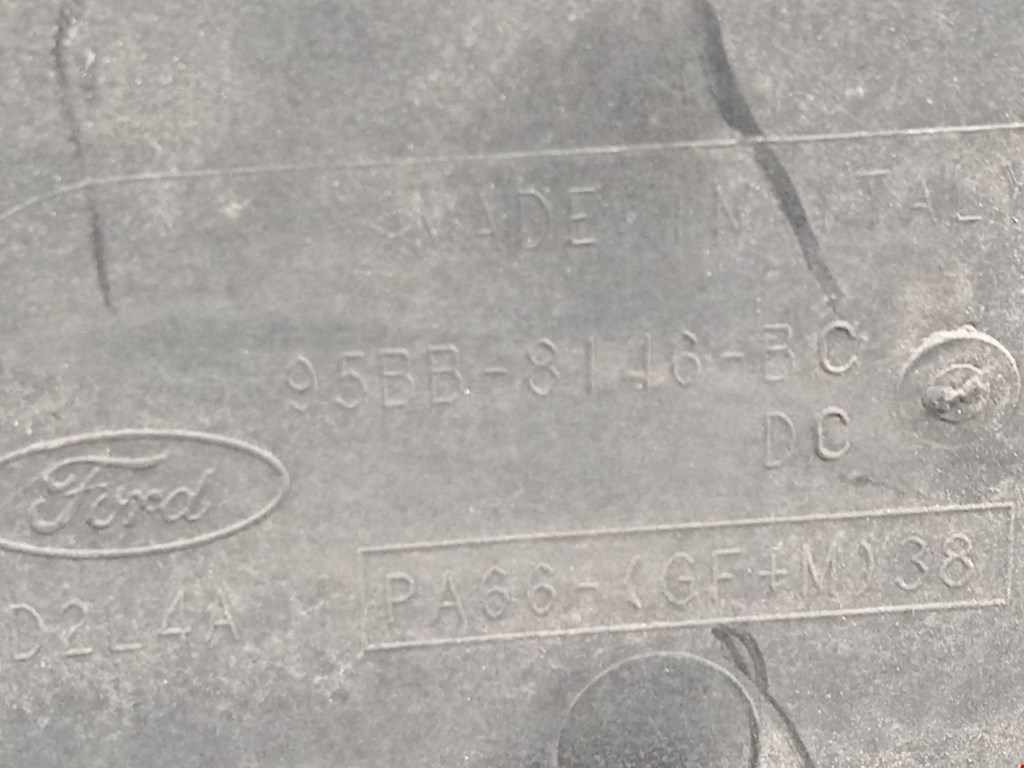 MADE IN ITALY
95BB-8146-BC
DC
Ford
PA66-(GF+M)38
D2L4A